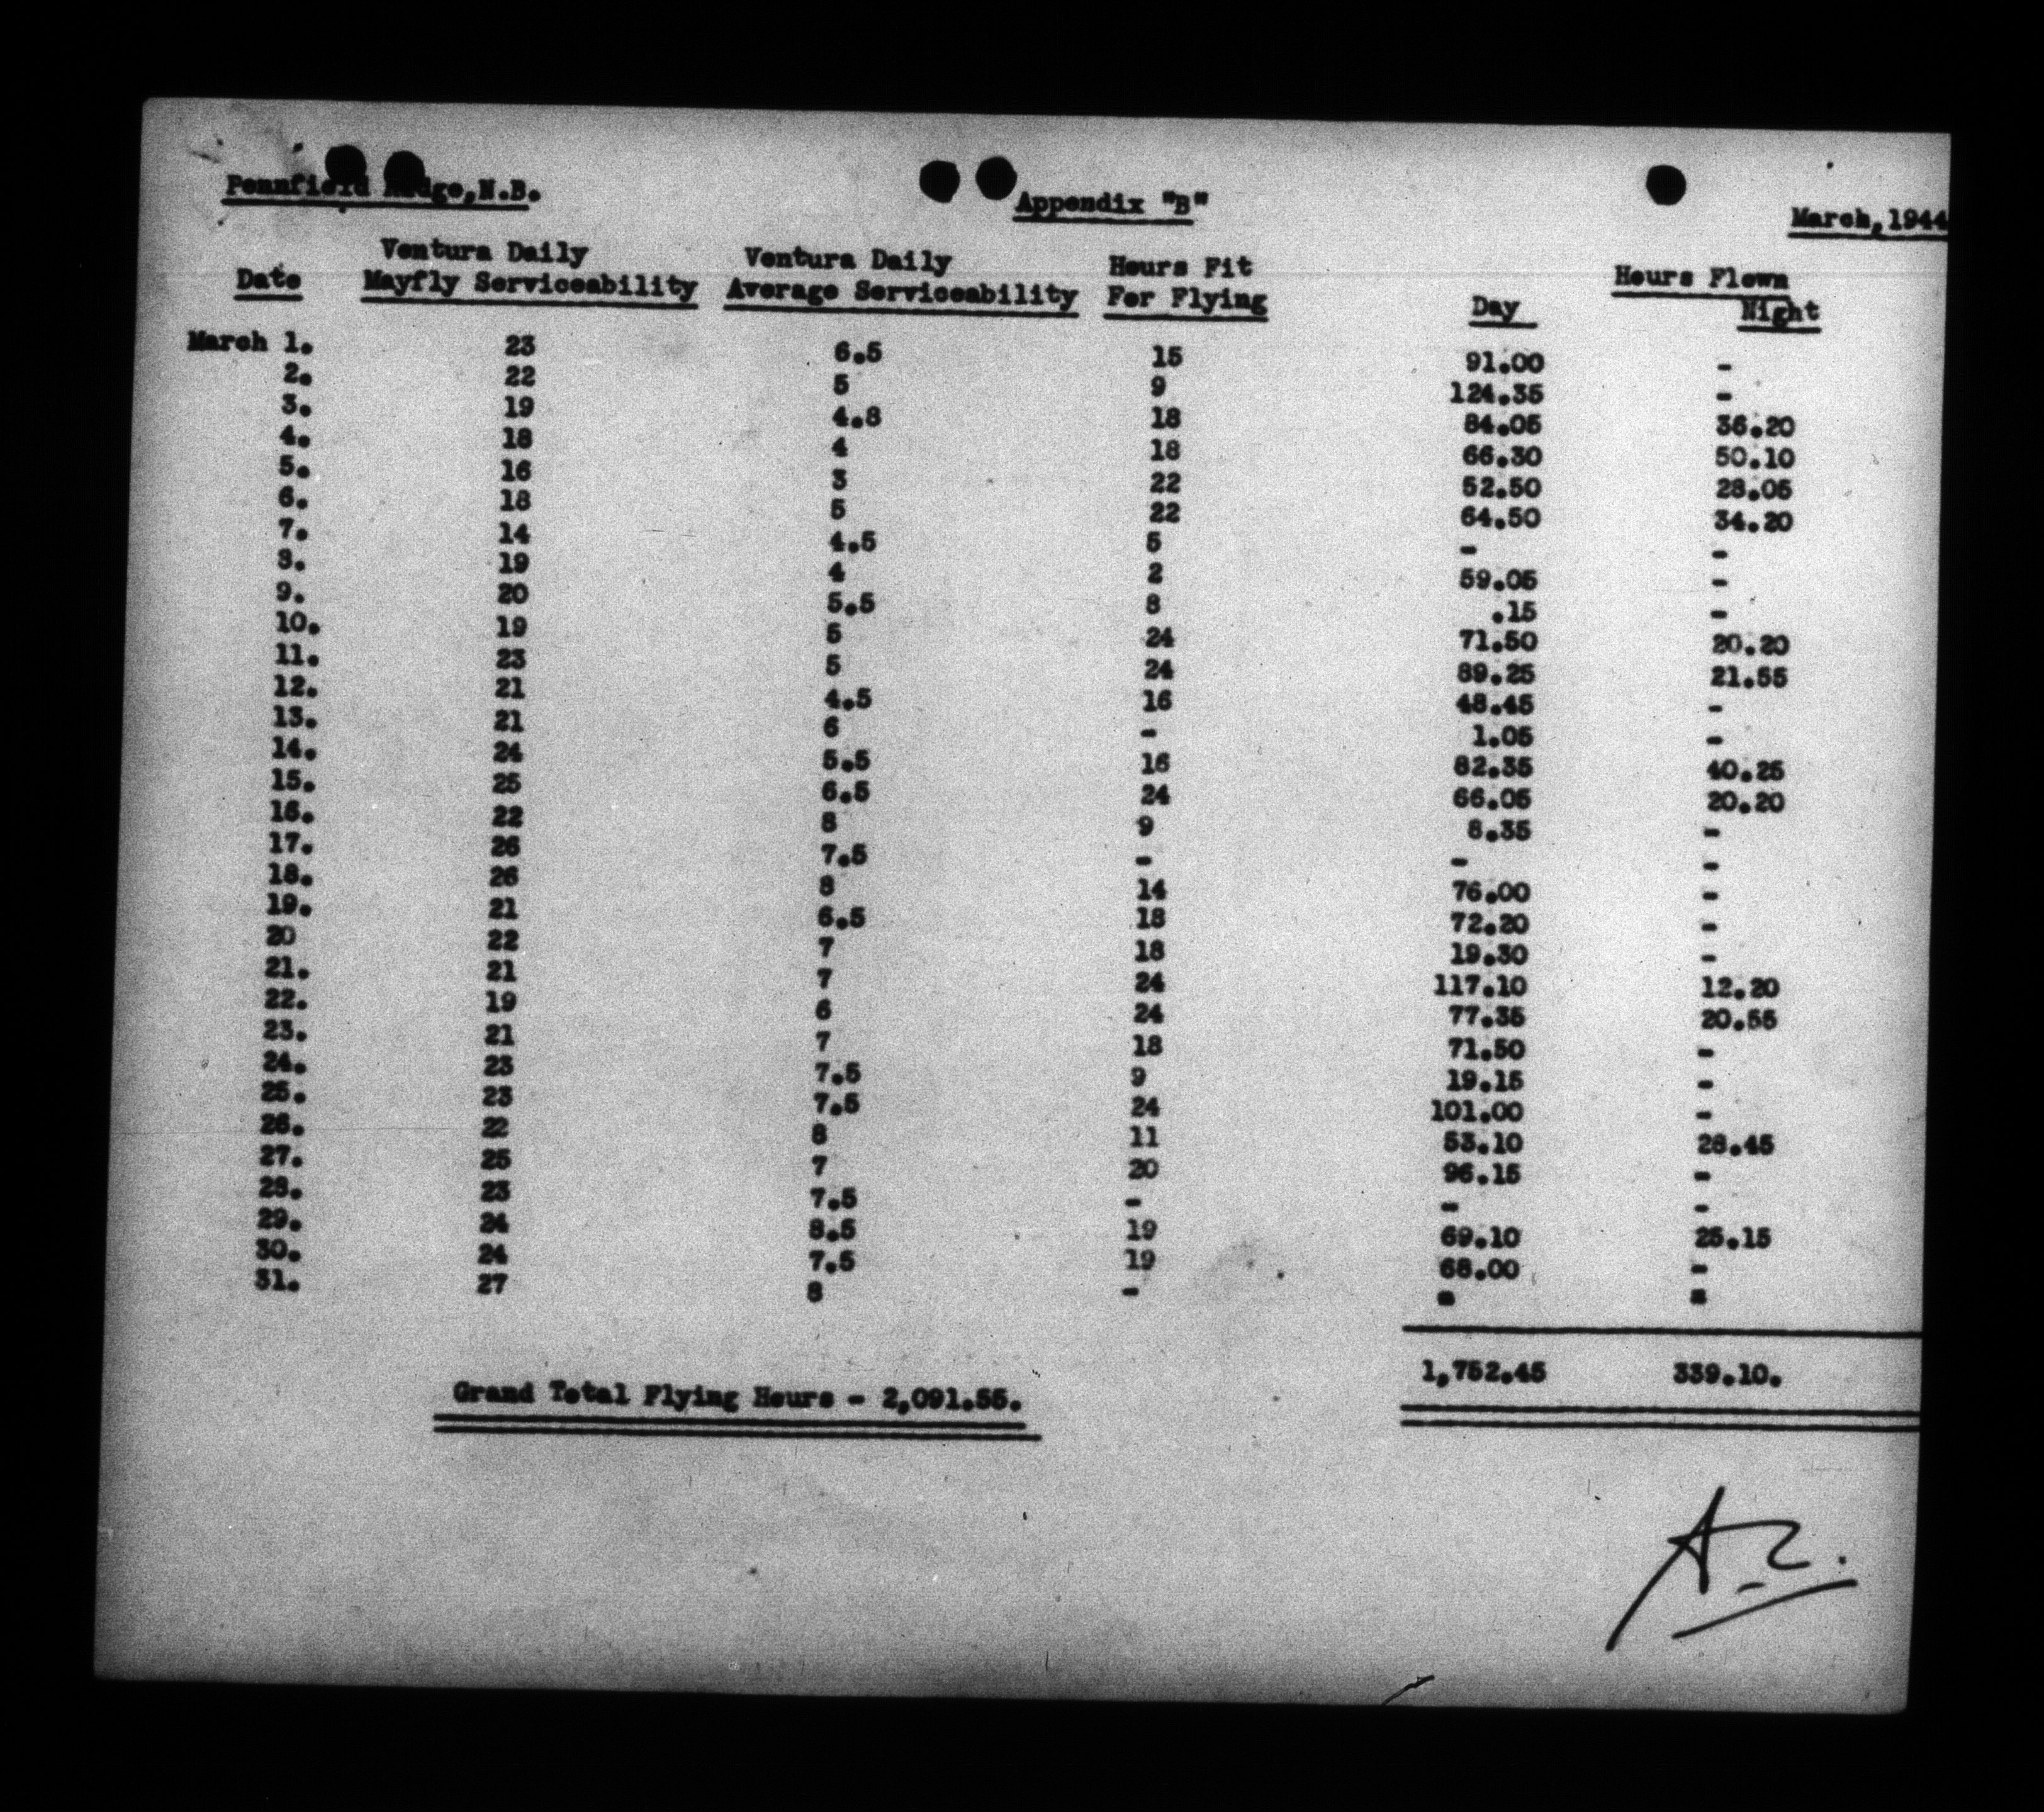 Pennfield Ridge, N.B.
Appendix "B"
March, 1944
Ventura Daily Ventura Daily Hours Fit Hours Flown
Date Mayfly Serviceability Average Serviceability For Flying Day Night
March 1. 23 6.5 15 91.00 -
2. 22 5 9 124.35 -
3. 19 4.8 18 84.05 36.20
4. 18 4 18 66.30 50.10
5. 16 3 22 52.50 28.05
6. 18 5 22 64.50 34.20
7. 14 4.5 5 - -
8. 19 4 2 59.05 -
9. 20 5.5 8 .15 -
10. 19 5 24 71.50 20.20
11. 23 5 24 89.25 21.55
12. 21 4.5 16 48.45 -
13. 21 6 - 1.05 -
14. 24 5.5 16 82.35 40.25
15. 25 6.5 24 66.05 20.20
16. 22 8 9 8.35 -
17. 26 7.5 - - -
18. 26 8 14 76.00 -
19. 21 6.5 18 72.20 -
20 22 7 18 19.30 -
21. 21 7 24 117.10 12.20
22. 19 6 24 77.35 20.55
23. 21 7 18 71.50 -
24. 23 7.5 9 19.15 -
25. 23 7.5 24 101.00 -
26. 22 8 11 53.10 28.45
27. 25 7 20 96.15 -
28. 23 7.5 - - -
29. 24 8.5 19 69.10 25.15
30. 24 7.5 19 68.00 -
31. 27 8 - - -
1,752.45 339.10.
Grand Total Flying Hours - 2,091.55.